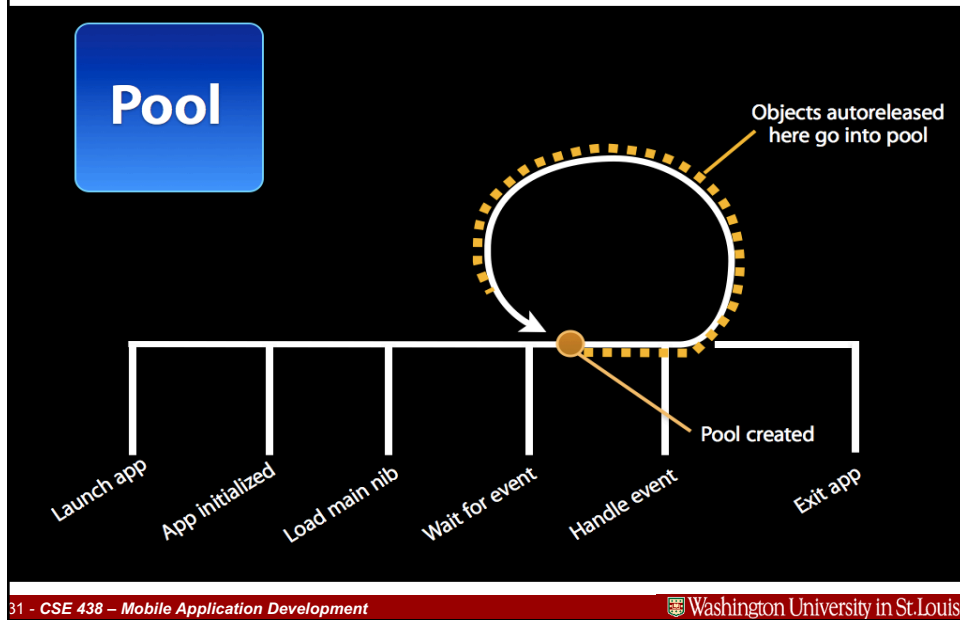 Pool
Objects autoreleased
here go into pool
Pool created
Launch app
App initialized
Load main nib
Wait for event
Handle event
Exit app
31 - CSE 438 – Mobile Application Development
Washington University in St.Louis